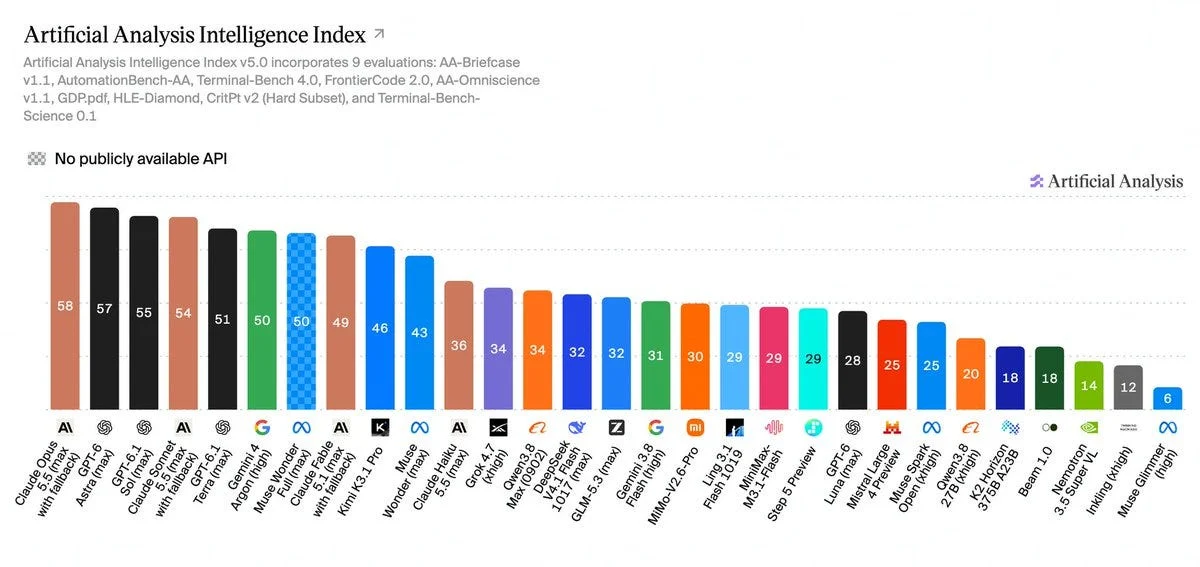 Artificial Analysis Intelligence Index ↗
Artificial Analysis Intelligence Index v5.0 incorporates 9 evaluations: AA-Briefcase
v1.1, AutomationBench-AA, Terminal-Bench 4.0, FrontierCode 2.0, AA-Omniscience
v1.1, GDP.pdf, HLE-Diamond, CritPt v2 (Hard Subset), and Terminal-Bench-
Science 0.1
No publicly available API
Artificial Analysis
58
57
55
54
51
50
50
49
46
43
36
34
34
32
32
31
30
29
29
29
28
25
25
20
18
18
14
12
6
Claude Opus
5.5 (max
with fallback)
GPT-6
Astra (max)
GPT-6.1
Sol (max)
Claude Sonnet
5.5 (max
with fallback)
GPT-6.1
Terra (max)
Gemini 4
Argon (high)
Muse Wonder
Full (max)
Claude Fable
5.1 (max
with fallback)
Kimi K3.1 Pro
Muse
Wonder (max)
Claude Haiku
5.5 (max)
Grok 4.7
(xhigh)
Qwen3.8
Max (0902)
DeepSeek
V4.1 Flash
1017 (max)
GLM-5.3 (max)
Gemini 3.8
Flash (high)
MiMo-V2.6-Pro
Ling 3.1
Flash 1019
MiniMax-
M3.1-Flash
Step 5 Preview
GPT-6
Luna (max)
Mistral Large
4 Preview
Muse Spark
Open (xhigh)
Qwen3.8
27B (xhigh)
K2 Horizon
375B A23B
Beam 1.0
Nemotron
3.5 Super VL
Inkling (xhigh)
Muse Glimmer
(high)